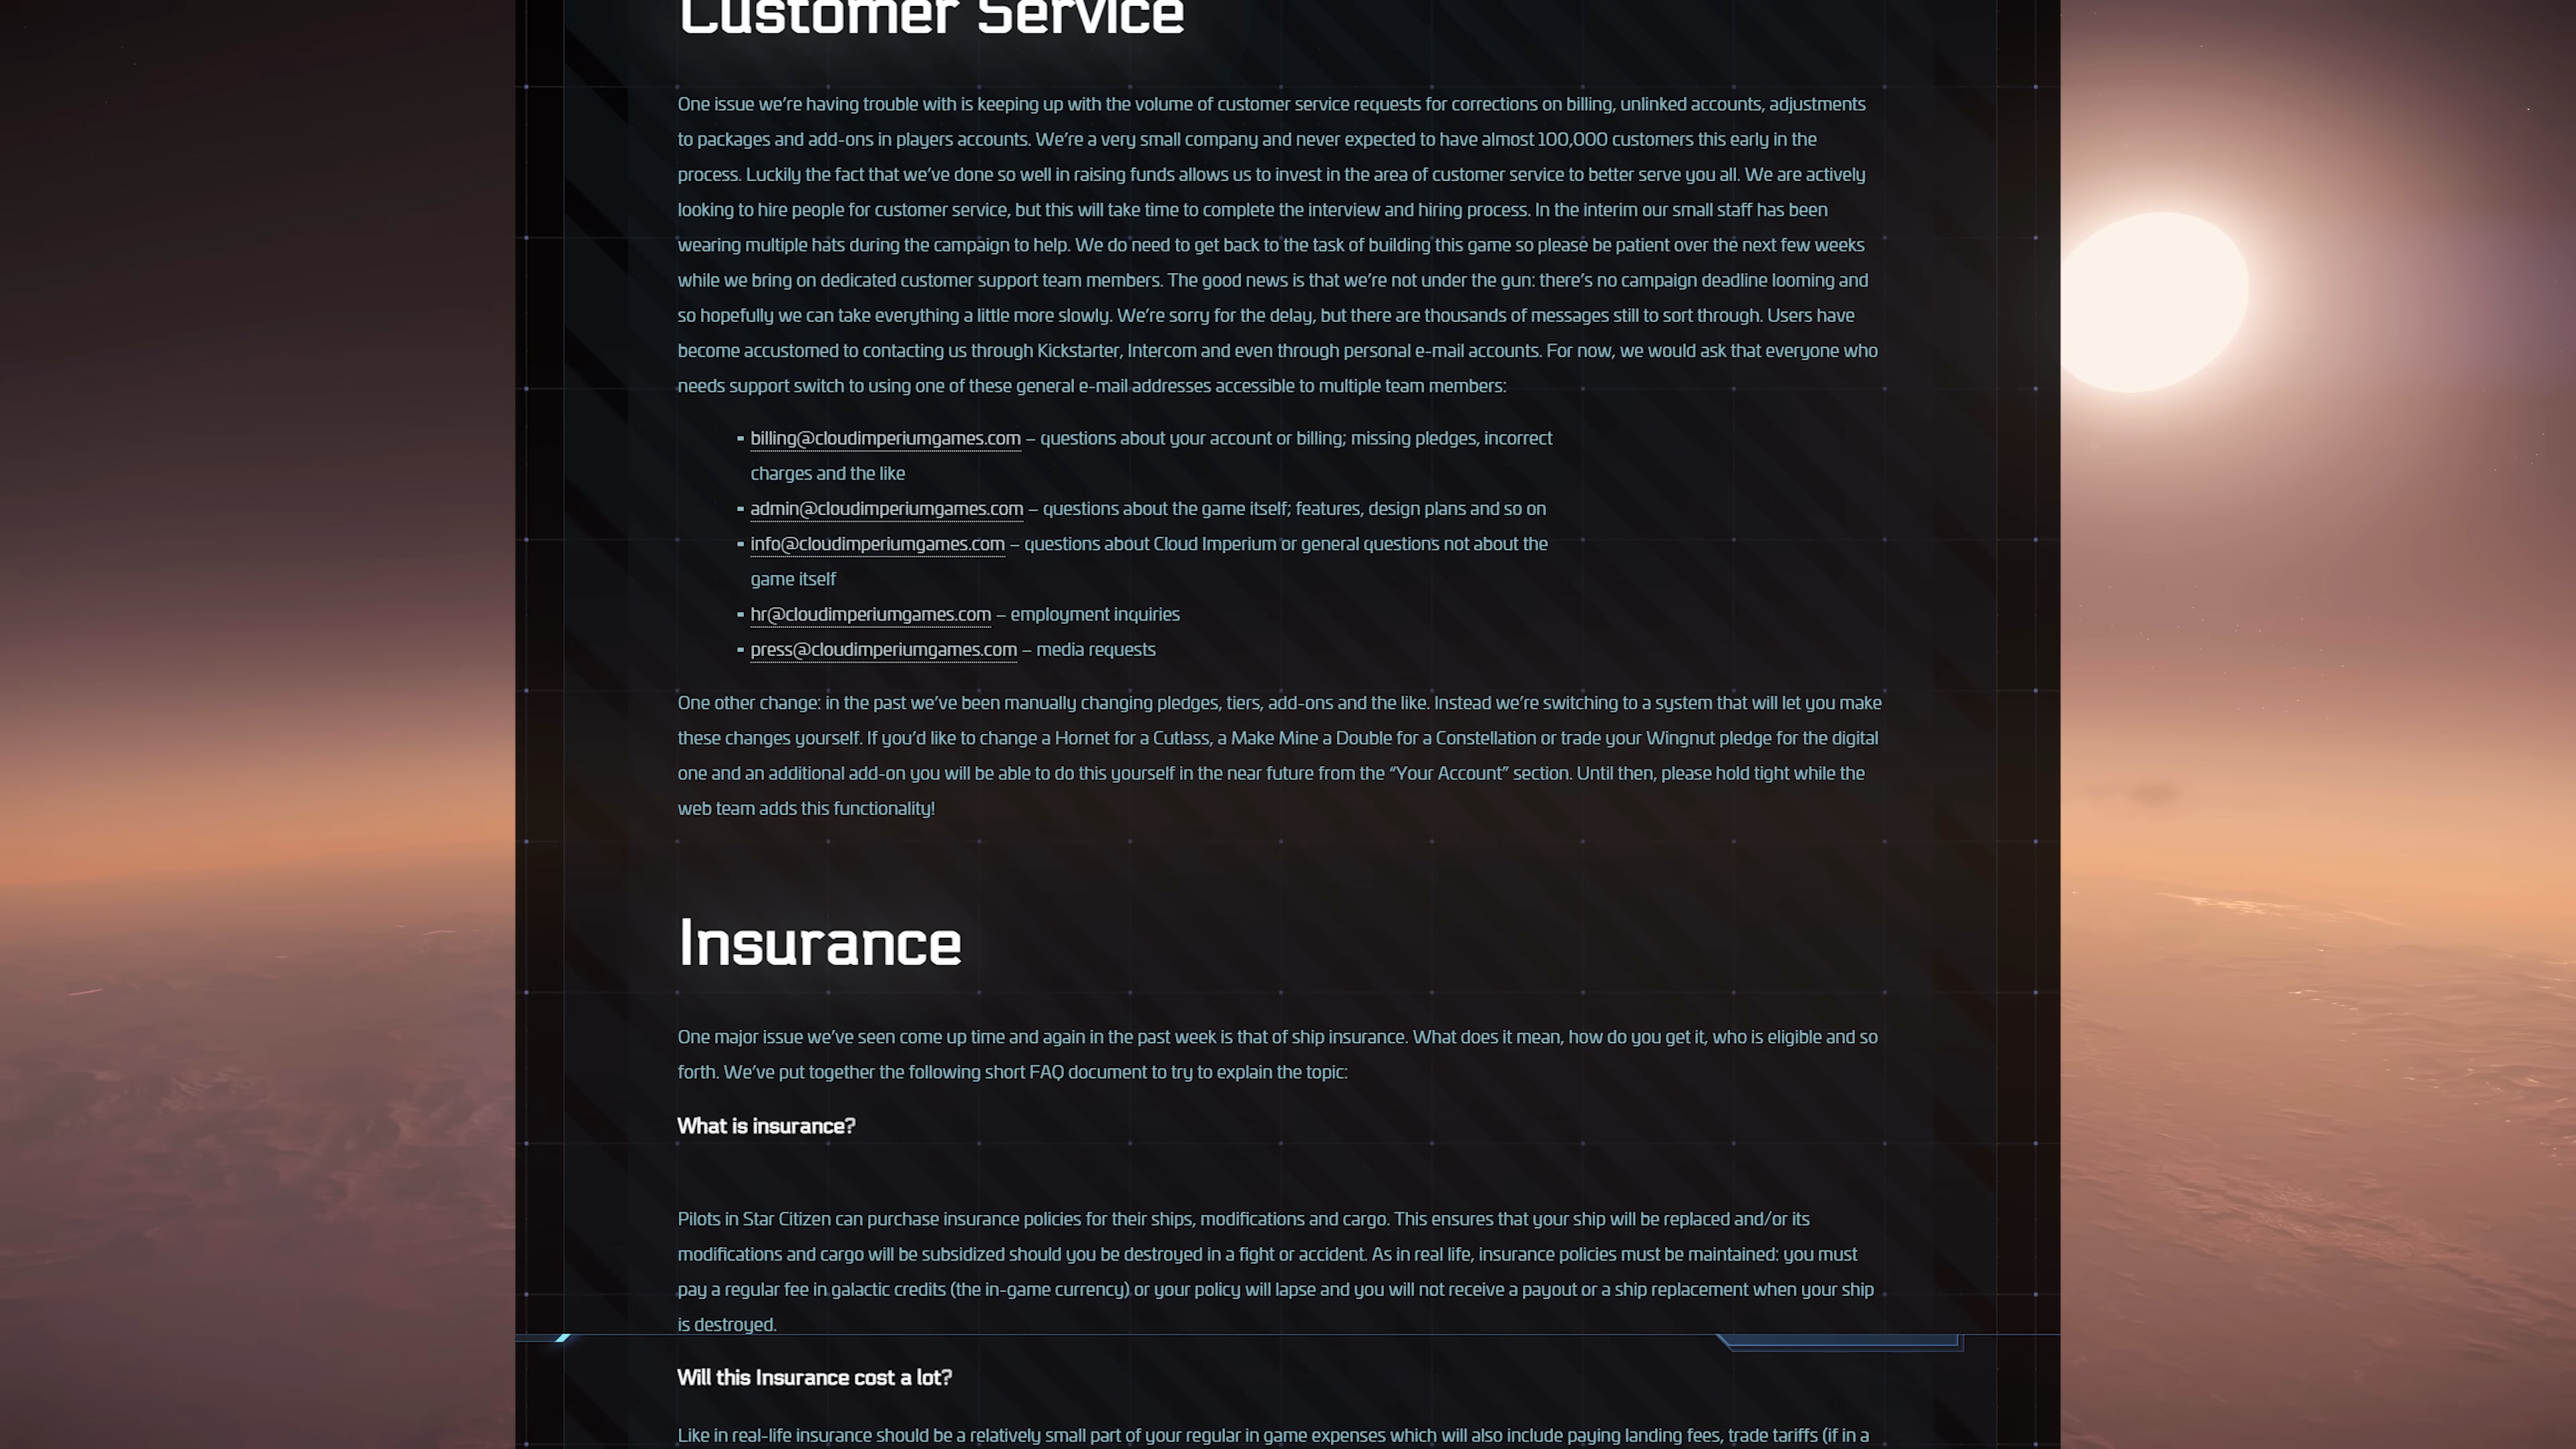 Customer Service
One issue we're having trouble with is keeping up with the volume of customer service requests for corrections on billing, unlinked accounts, adjustments
to packages and add-ons in players accounts. We're a very small company and never expected to have almost 100,000 customers this early in the
process. Luckily the fact that we've done so well in raising funds allows us to invest in the area of customer service to better serve you all. We are actively
looking to hire people for customer service, but this will take time to complete the interview and hiring process. In the interim our small staff has been
wearing multiple hats during the campaign to help. We do need to get back to the task of building this game so please be patient over the next few weeks
while we bring on dedicated customer support team members. The good news is that we're not under the gun: there's no campaign deadline looming and
so hopefully we can take everything a little more slowly. We're sorry for the delay, but there are thousands of messages still to sort through. Users have
become accustomed to contacting us through Kickstarter, Intercom and even through personal e-mail accounts. For now, we would ask that everyone who
needs support switch to using one of these general e-mail addresses accessible to multiple team members:
billing@cloudimperiumgames.com – questions about your account or billing; missing pledges, incorrect
charges and the like
admin@cloudimperiumgames.com – questions about the game itself; features, design plans and so on
info@cloudimperiumgames.com – questions about Cloud Imperium or general questions not about the
game itself
hr@cloudimperiumgames.com – employment inquiries
press@cloudimperiumgames.com – media requests
One other change: in the past we've been manually changing pledges, tiers, add-ons and the like. Instead we're switching to a system that will let you make
these changes yourself. If you'd like to change a Hornet for a Cutlass, a Make Mine a Double for a Constellation or trade your Wingnut pledge for the digital
one and an additional add-on you will be able to do this yourself in the near future from the “Your Account” section. Until then, please hold tight while the
web team adds this functionality!
Insurance
One major issue we've seen come up time and again in the past week is that of ship insurance. What does it mean, how do you get it, who is eligible and so
forth. We've put together the following short FAQ document to try to explain the topic:
What is insurance?
Pilots in Star Citizen can purchase insurance policies for their ships, modifications and cargo. This ensures that your ship will be replaced and/or its
modifications and cargo will be subsidized should you be destroyed in a fight or accident. As in real life, insurance policies must be maintained: you must
pay a regular fee in galactic credits (the in-game currency) or your policy will lapse and you will not receive a payout or a ship replacement when your ship
is destroyed.
Will this Insurance cost a lot?
Like in real-life insurance should be a relatively small part of your regular in game expenses which will also include paying landing fees, trade tariffs (if in a